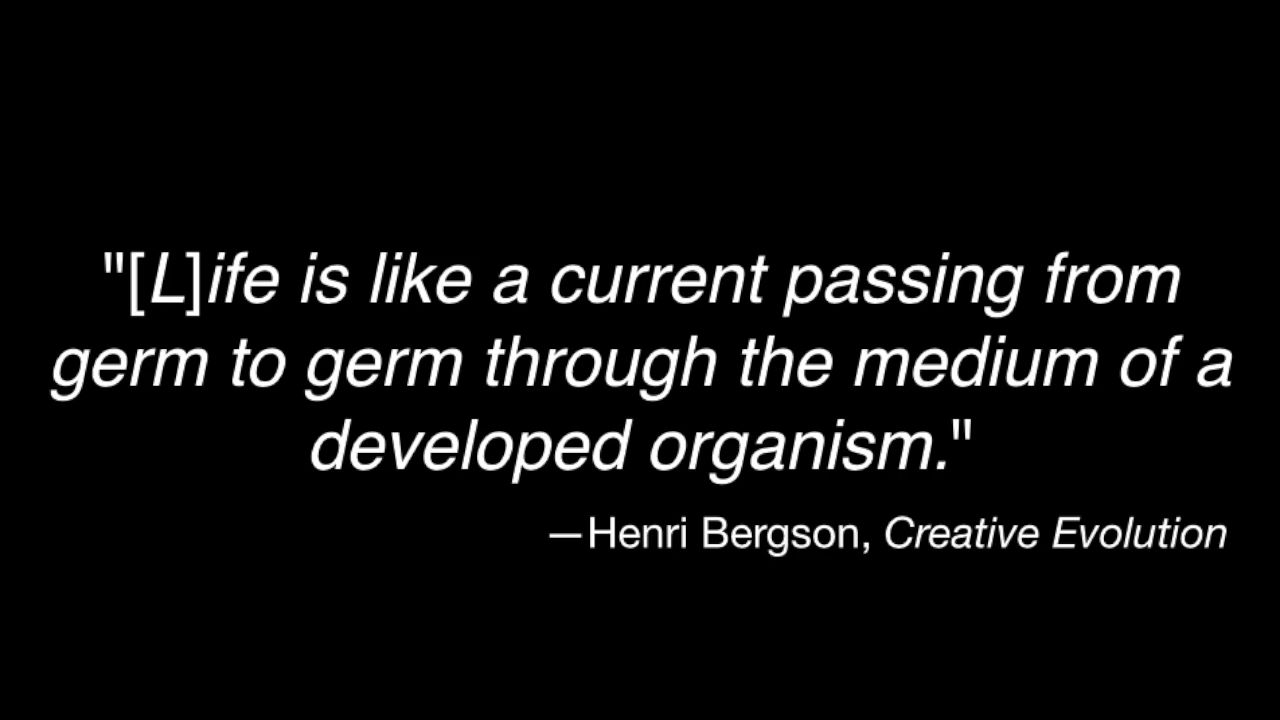 "[L]ife is like a current passing from
germ to germ through the medium of a
developed organism."
—Henri Bergson, Creative Evolution